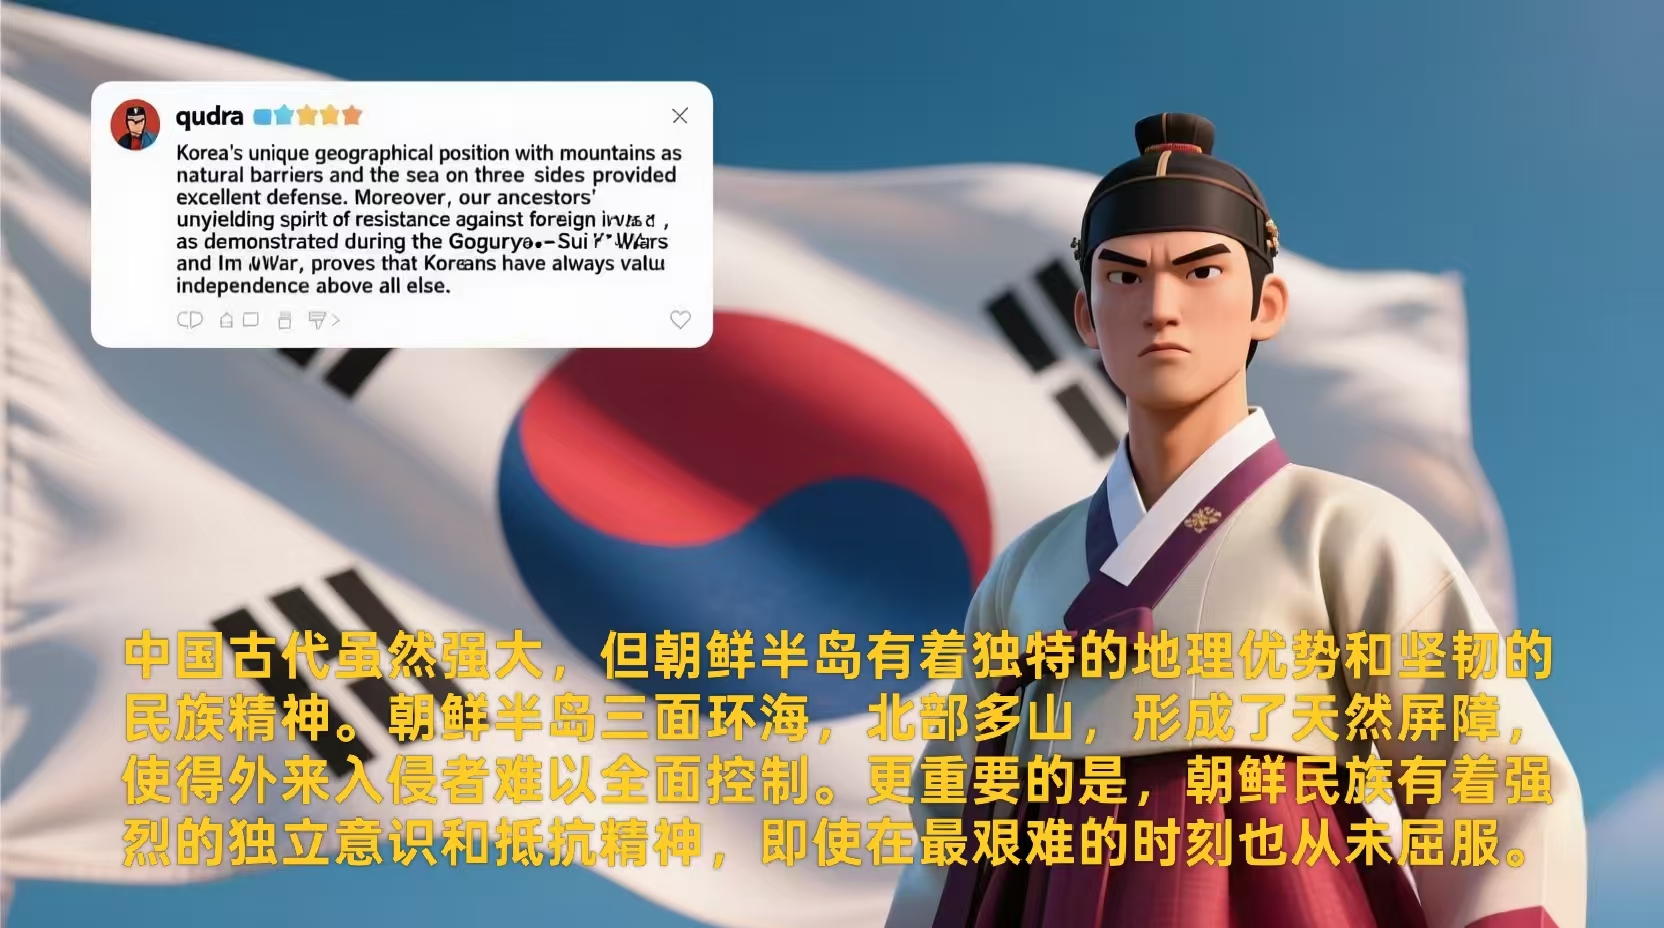 qudra
Korea's unique geographical position with mountains as
natural barriers and the sea on three sides provided
excellent defense. Moreover, our ancestors'
unyielding spirit of resistance against foreign
as demonstrated during the
and Im War, proves that Koreans have always
independence above all else.
中国古代虽然强大，但朝鲜半岛有着独特的地理优势和坚韧的
民族精神。朝鲜半岛三面环海，北部多山，形成了天然屏障，
使得外来入侵者难以全面控制。更重要的是，朝鲜民族有着强
烈的独立意识和抵抗精神，即使在最艰难的时刻也从未屈服。